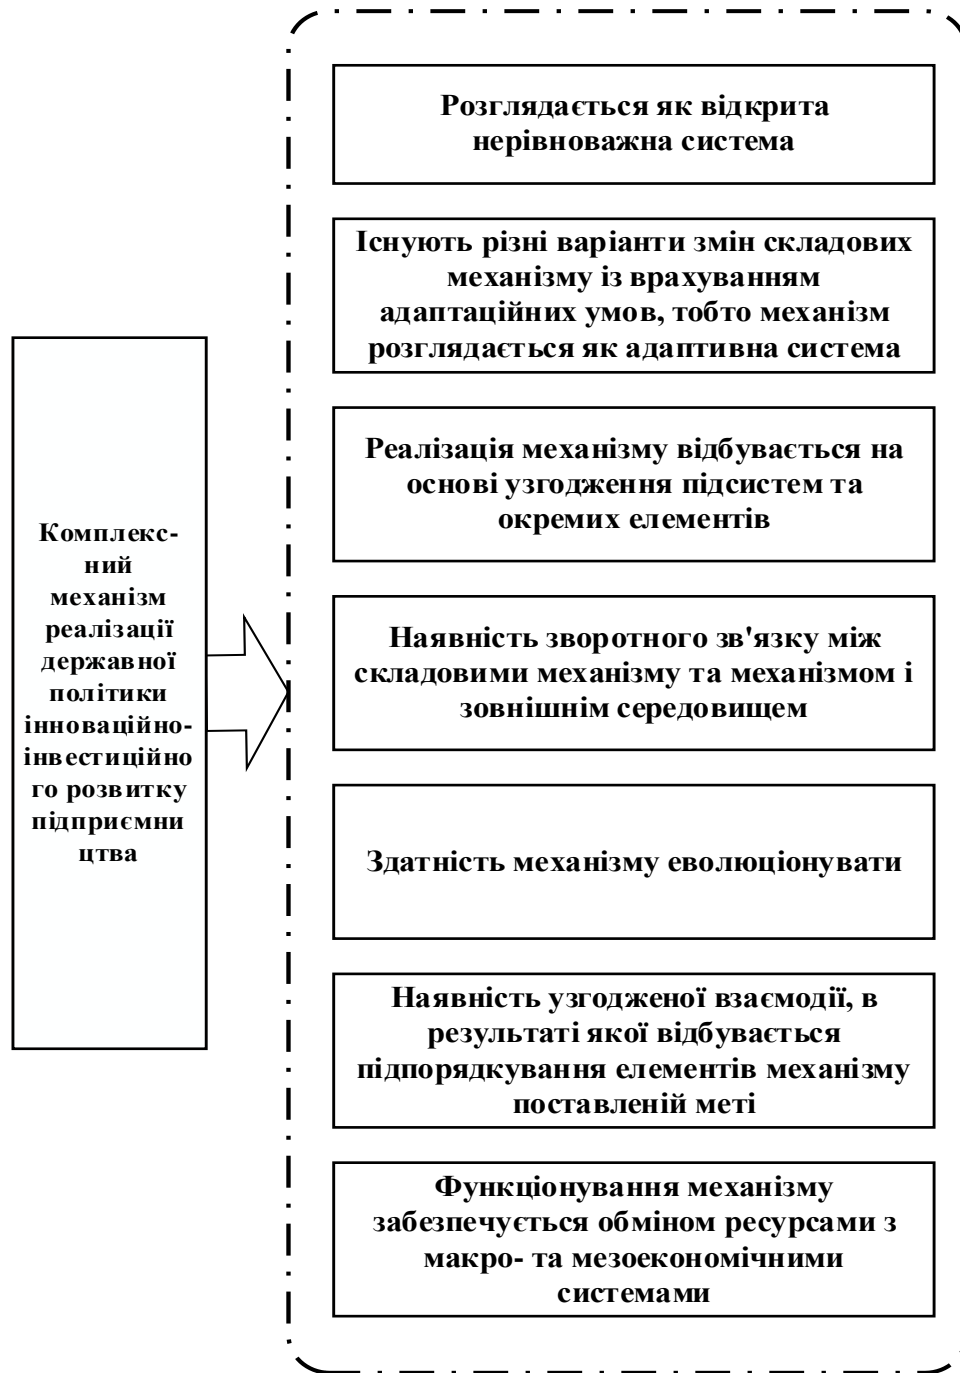 Комплекс-
ний
механізм
реалізації
державної
політики
інноваційно-
інвестиційно
го розвитку
підприємни
цтва
Розглядається як відкрита
нерівноважна система
Існують різні варіанти змін складових
механізму із врахуванням
адаптаційних умов, тобто механізм
розглядається як адаптивна система
Реалізація механізму відбувається на
основі узгодження підсистем та
окремих елементів
Наявність зворотного зв'язку між
складовими механізму та механізмом і
зовнішнім середовищем
Здатність механізму еволюціонувати
Наявність узгодженої взаємодії, в
результаті якої відбувається
підпорядкування елементів механізму
поставленій меті
Функціонування механізму
забезпечується обміном ресурсами з
макро- та мезоекономічними
системами